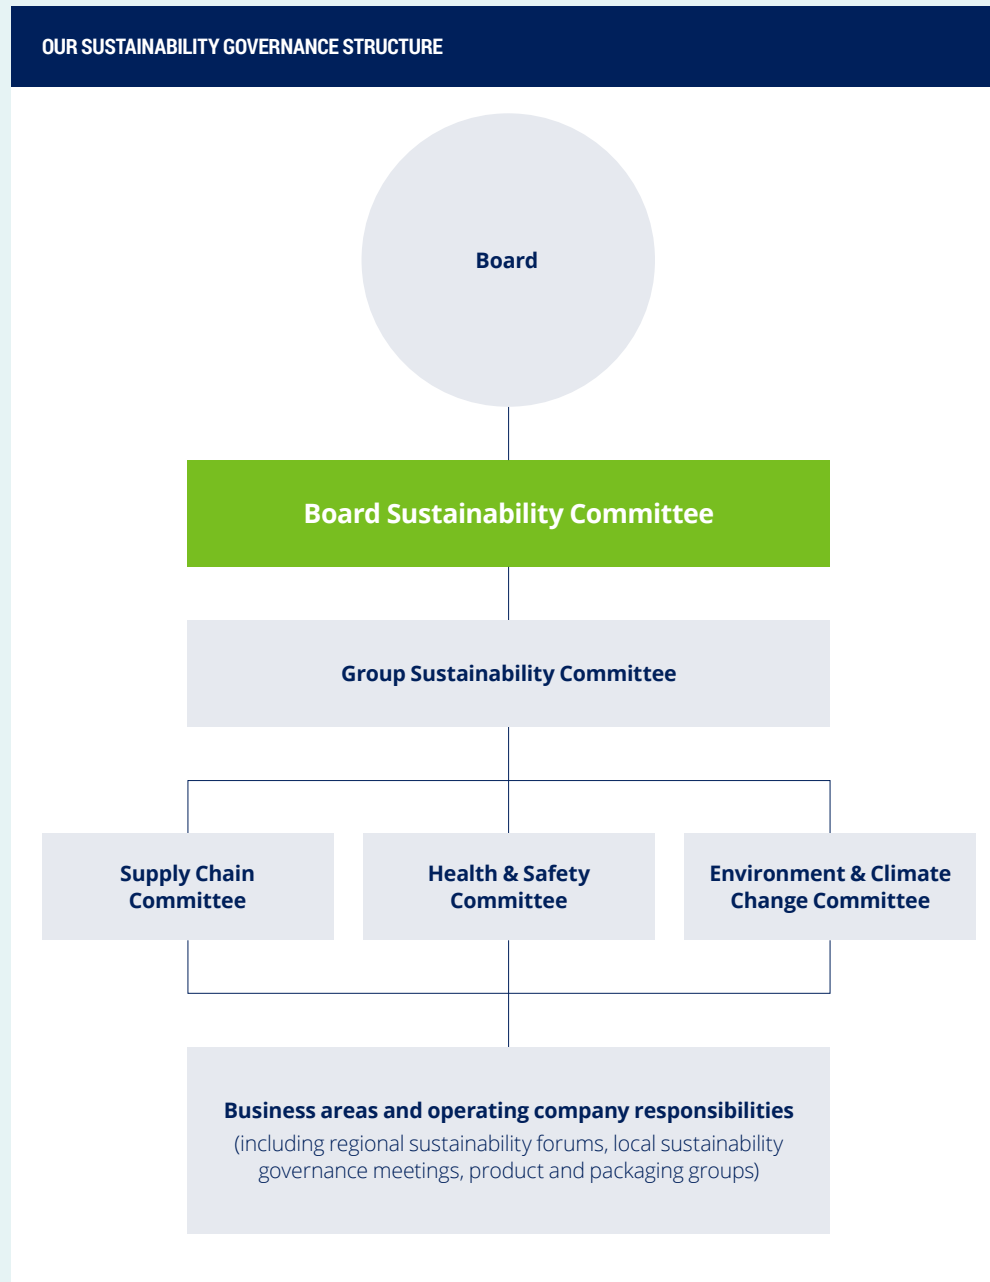 OUR SUSTAINABILITY GOVERNANCE STRUCTURE
Board
Board Sustainability Committee
Group Sustainability Committee
Supply Chain
Committee
Health & Safety
Committee
Environment & Climate
Change Committee
Business areas and operating company responsibilities
(including regional sustainability forums, local sustainability
governance meetings, product and packaging groups)